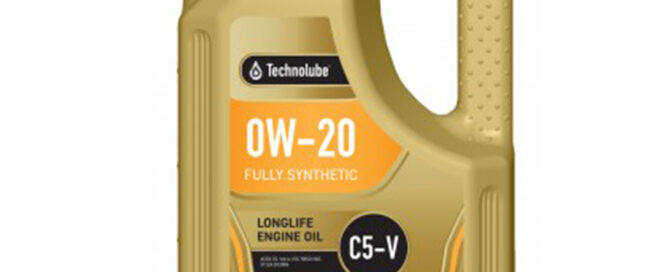 Technolube
0W-20
FULLY SYNTHETIC
LONGLIFE
ENGINE OIL
C5-V